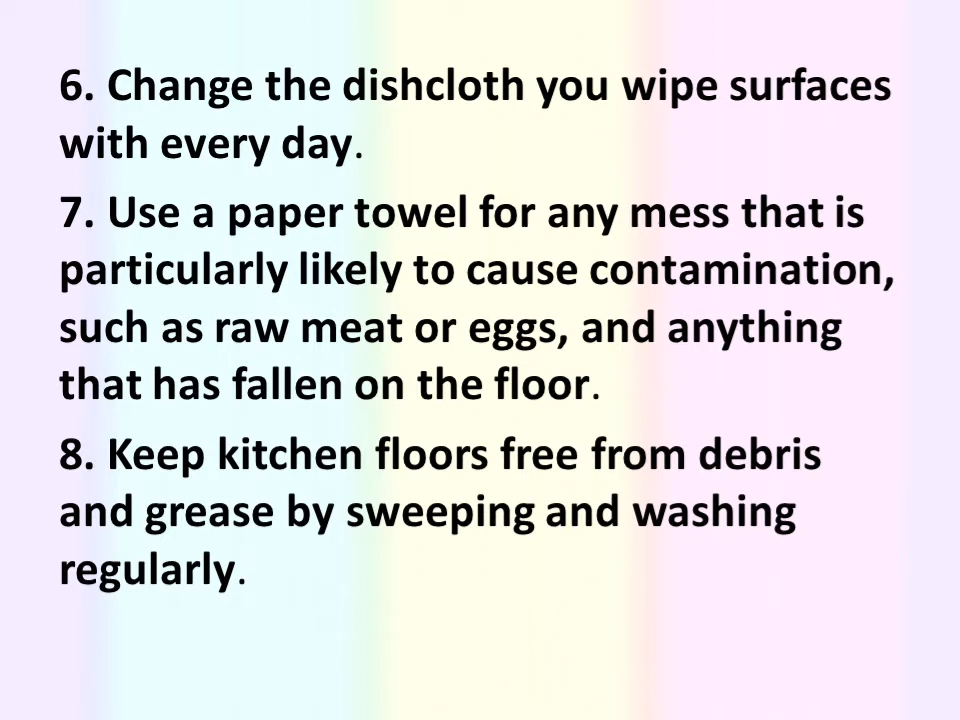 6. Change the dishcloth you wipe surfaces
with every day.
7. Use a paper towel for any mess that is
particularly likely to cause contamination,
such as raw meat or eggs, and anything
that has fallen on the floor.
8. Keep kitchen floors free from debris
and grease by sweeping and washing
regularly.